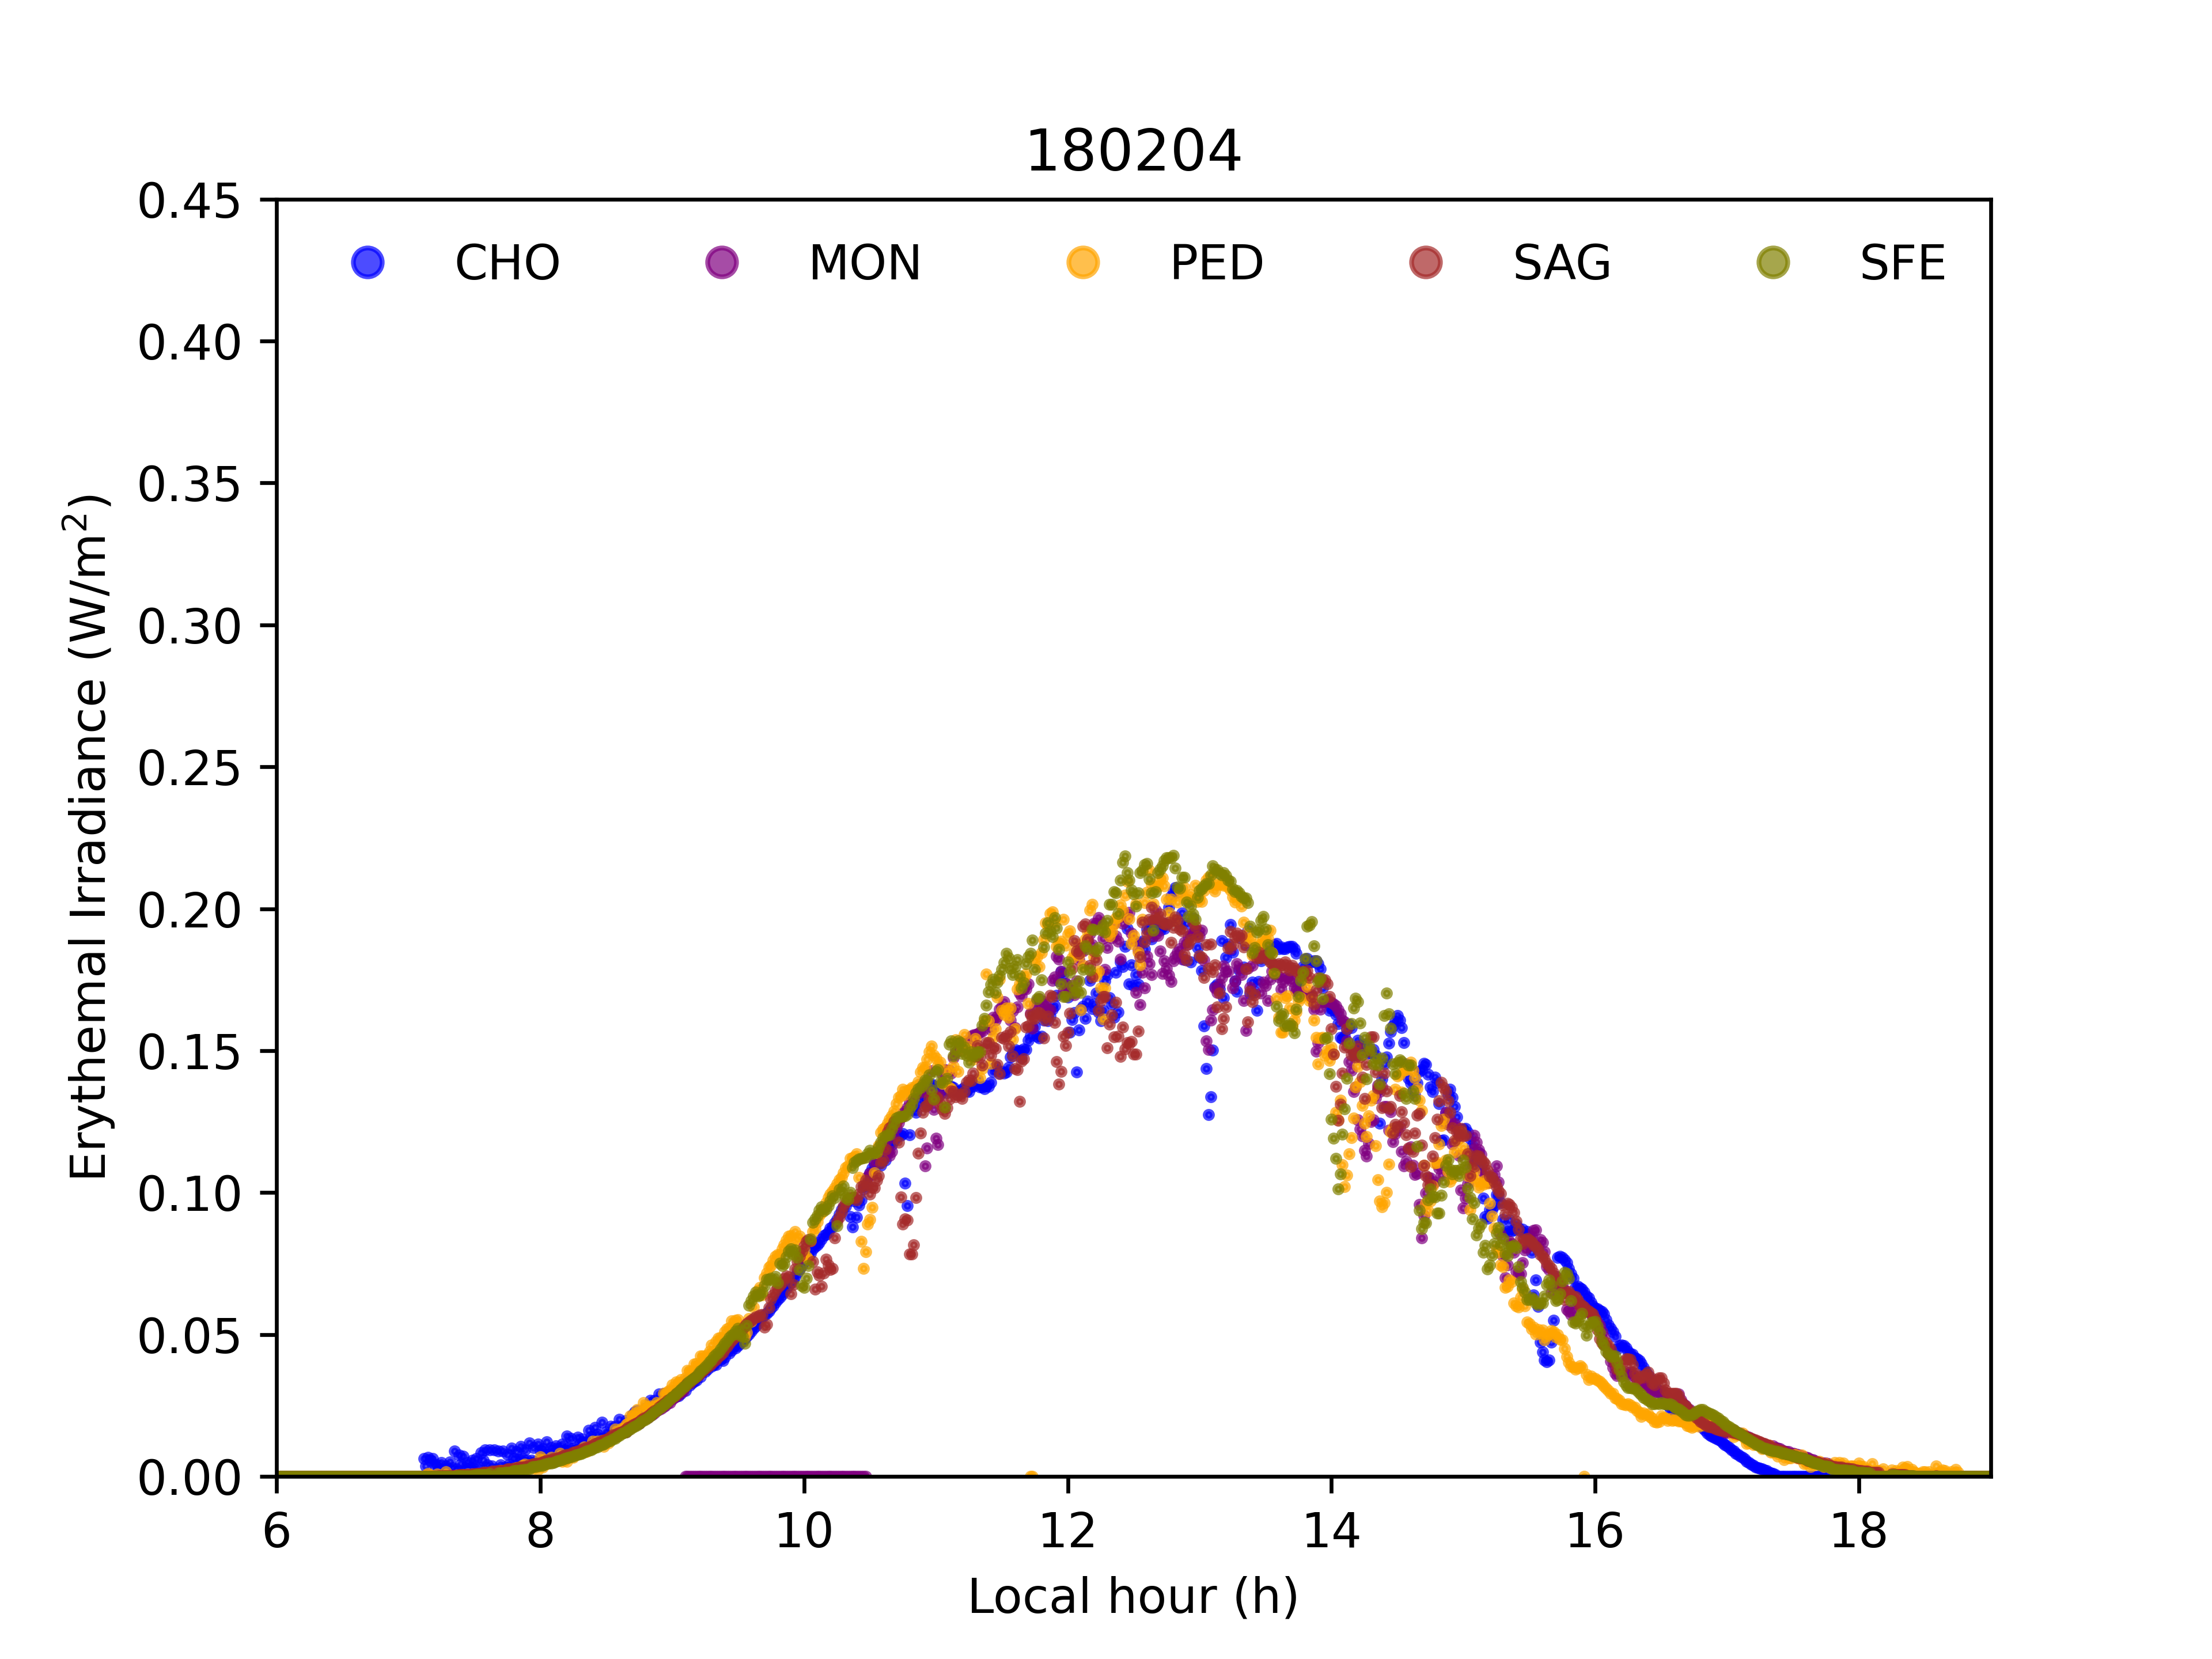 180204
CHO MON PED SAG SFE
0.45
0.40
0.35
0.30
0.25
0.20
0.15
0.10
0.05
0.00
Erythemal Irradiance (W/m²)
6 8 10 12 14 16 18
Local hour (h)